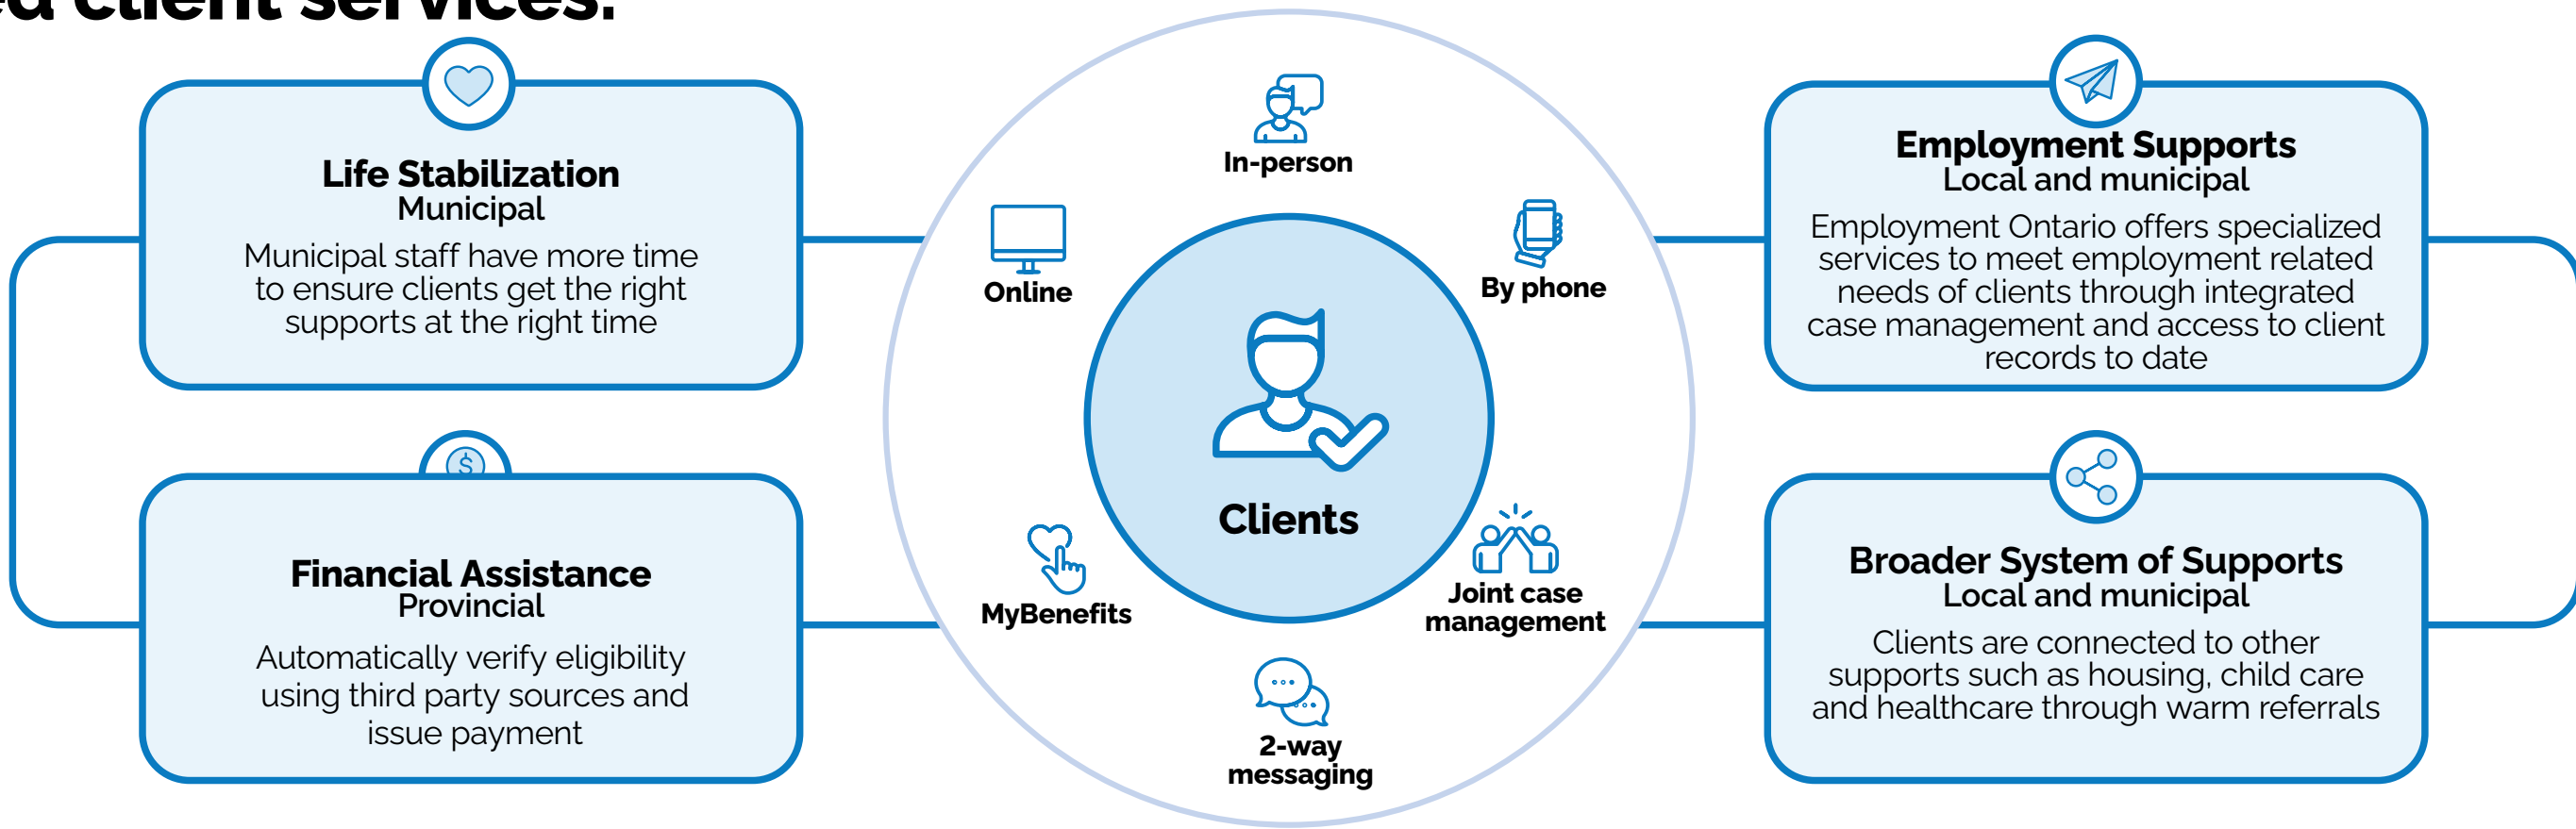 client services.
Life Stabilization
Municipal
Municipal staff have more time
to ensure clients get the right
supports at the right time
Financial Assistance
Provincial
Automatically verify eligibility
using third party sources and
issue payment
In-person
Online
By phone
Clients
MyBenefits
Joint case
management
2-way
messaging
Employment Supports
Local and municipal
Employment Ontario offers specialized
services to meet employment related
needs of clients through integrated
case management and access to client
records to date
Broader System of Supports
Local and municipal
Clients are connected to other
supports such as housing, child care
and healthcare through warm referrals